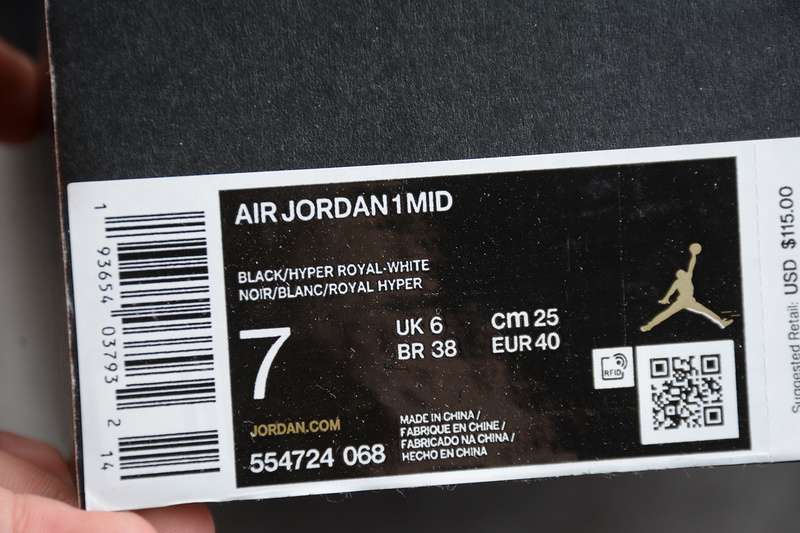 AIR JORDAN 1 MID
BLACK/HYPER ROYAL-WHITE
NOIR/BLANC/ROYAL HYPER
7
UK 6
cm 25
BR 38
EUR 40
RFID
JORDAN.COM
554724 068
MADE IN CHINA /
FABRIQUE EN CHINE /
FABRICADO NA CHINA /
HECHO EN CHINA
1 93654 03793 2 14
Suggested Retail: USD $115.00